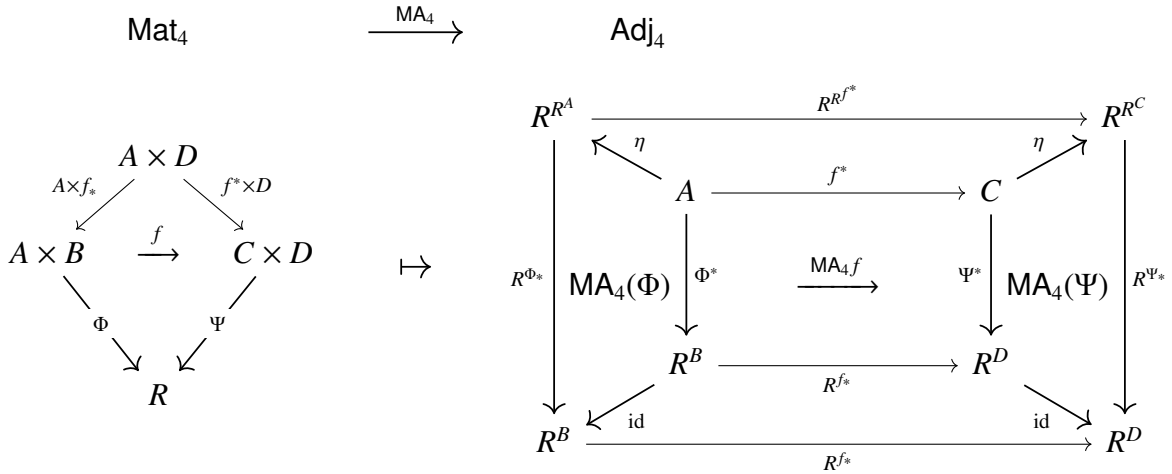 Mat₄ MA₄ Adj₄
R^{R^A} R^{R^{f^*}} R^{R^C}
η η
A × D
A×f_* f^*×D
A f^* C
A × B f C × D
↦
R^{Φ_*} MA₄(Φ) Φ^* MA₄f Ψ^* MA₄(Ψ) R^{Ψ_*}
Φ Ψ
R^B R^{f_*} R^D
R
id id
R^B R^{f_*} R^D